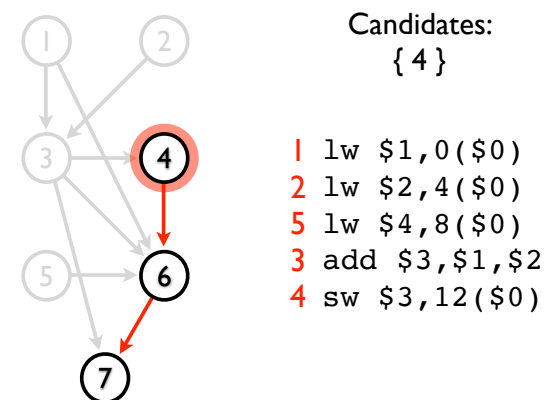 1 2
3 4
5 6
7
Candidates:
{ 4 }
1 lw $1,0($0)
2 lw $2,4($0)
5 lw $4,8($0)
3 add $3,$1,$2
4 sw $3,12($0)